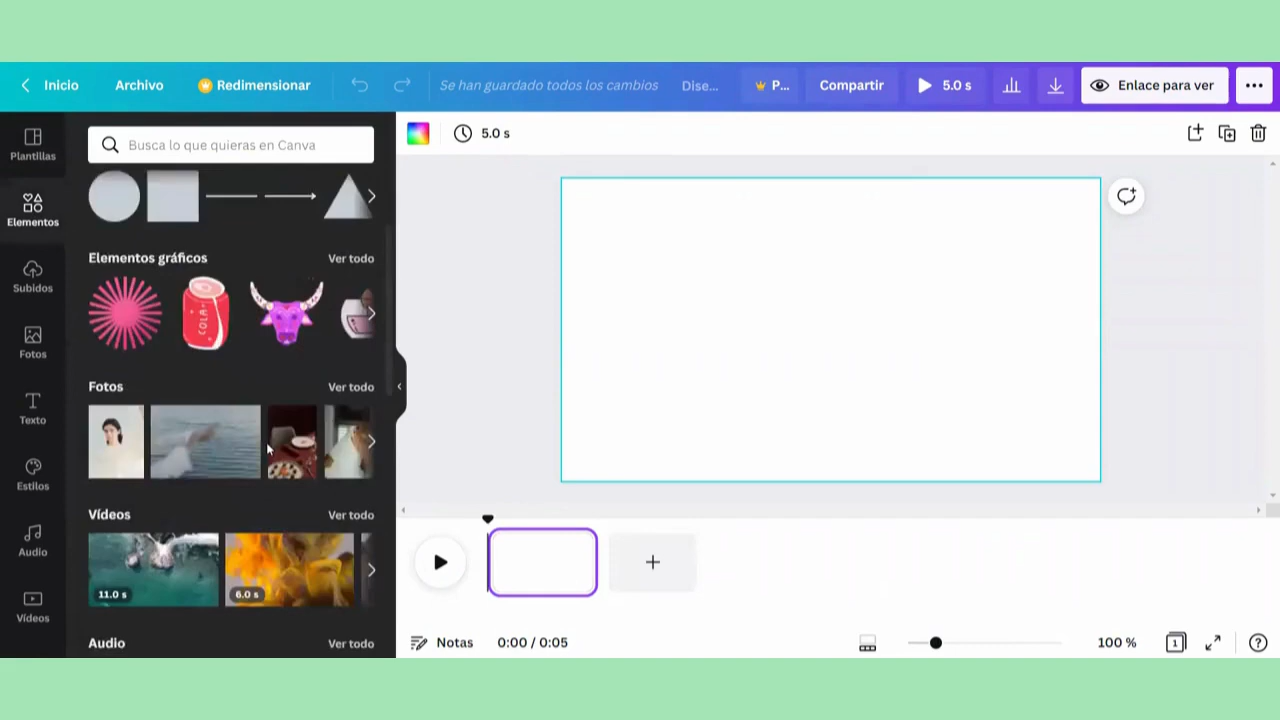 Inicio
Archivo
Redimensionar
Se han guardado todos los cambios
Dise...
P...
Compartir
5.0 s
Enlace para ver
Plantillas
Elementos
Subidos
Fotos
Texto
Estilos
Audio
Vídeos
Busca lo que quieras en Canva
Elementos gráficos
Ver todo
COLA
Fotos
Ver todo
Vídeos
Ver todo
11.0 s
6.0 s
Audio
Ver todo
5.0 s
Notas
0:00 / 0:05
100 %
1